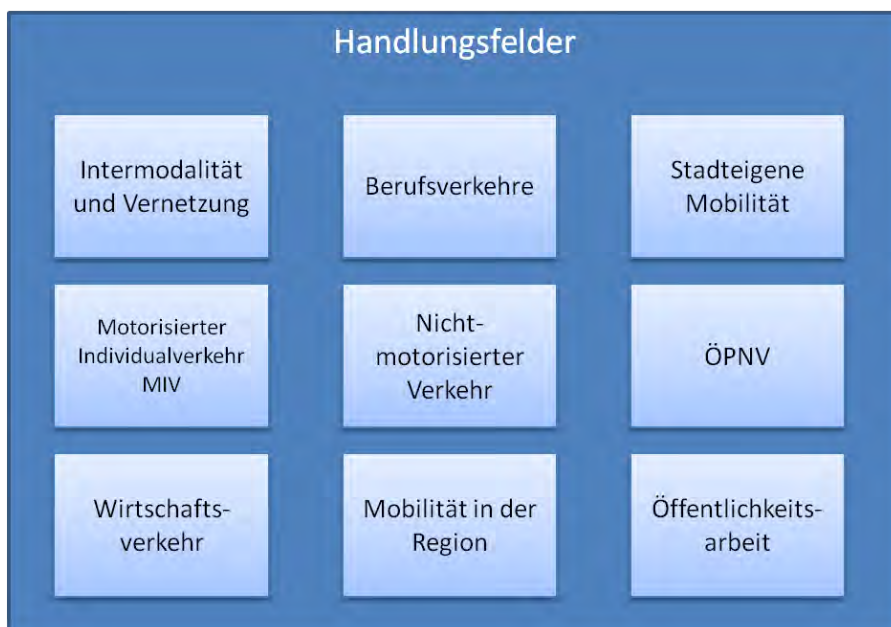 Handlungsfelder
Intermodalität
und Vernetzung
Berufsverkehre
Stadteigene
Mobilität
Motorisierter
Individualverkehr
MIV
Nicht-
motorisierter
Verkehr
ÖPNV
Wirtschafts-
verkehr
Mobilität in der
Region
Öffentlichkeits-
arbeit